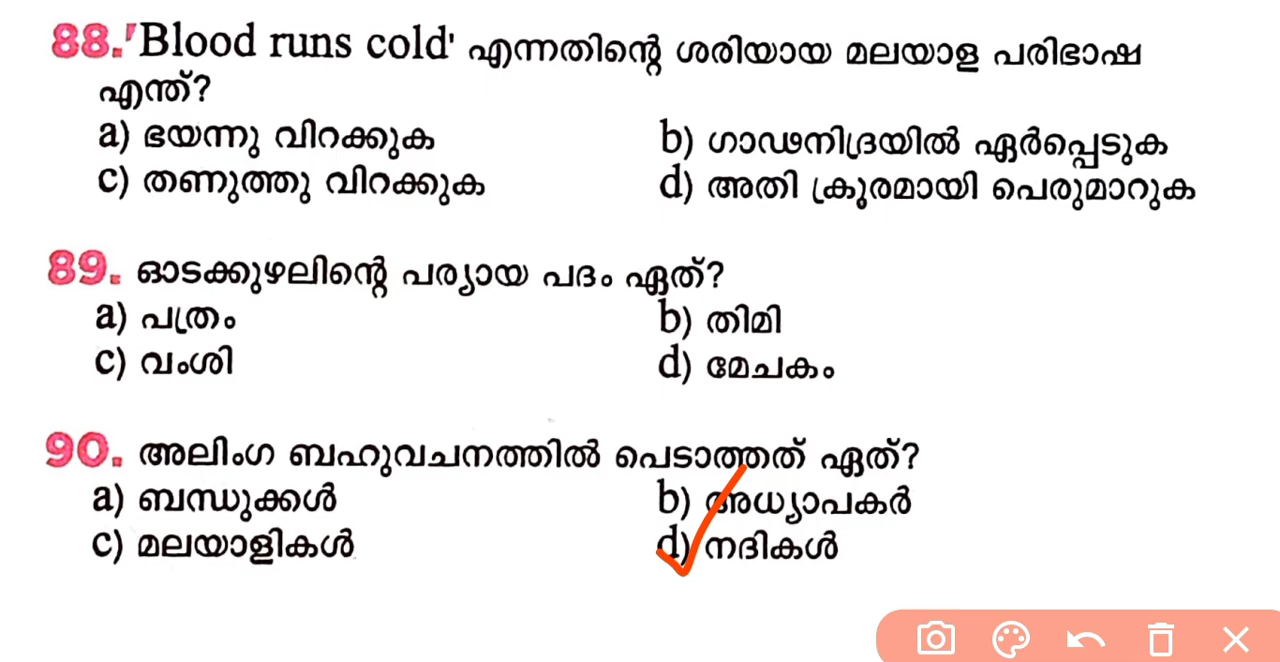 88. 'Blood runs cold' എന്നതിന്റെ ശരിയായ മലയാള പരിഭാഷ
എന്ത്?
a) ഭയന്നു വിറക്കുക b) ഗാഢനിദ്രയിൽ ഏർപ്പെടുക
c) തണുത്തു വിറക്കുക d) അതി ക്രൂരമായി പെരുമാറുക
89. ഓടക്കുഴലിന്റെ പര്യായ പദം ഏത്?
a) പത്രം b) തിമി
c) വംശി d) മേചകം
90. അലിംഗ ബഹുവചനത്തിൽ പെടാത്തത് ഏത്?
a) ബന്ധുക്കൾ b) അധ്യാപകർ
c) മലയാളികൾ d) നദികൾ